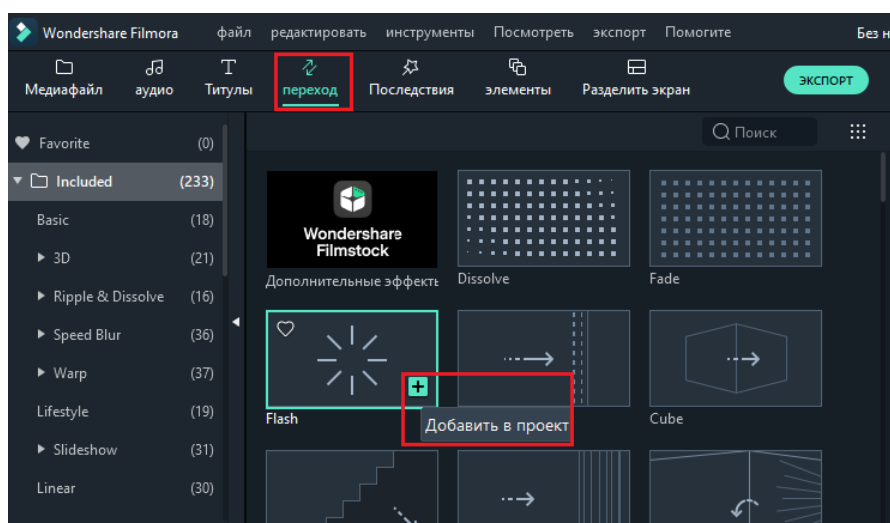 Wondershare Filmora файл редактировать инструменты Посмотреть экспорт Помогите Без н
Медиафайл аудио Титулы переход Последствия элементы Разделить экран экспорт
Favorite (0)
Поиск
Included (233)
Basic (18)
3D (21)
Ripple & Dissolve (16)
Speed Blur (36)
Warp (37)
Lifestyle (19)
Slideshow (31)
Linear (30)
Wondershare
Filmstock
Дополнительные эффекть
Dissolve
Fade
Flash
Добавить в проект
Cube